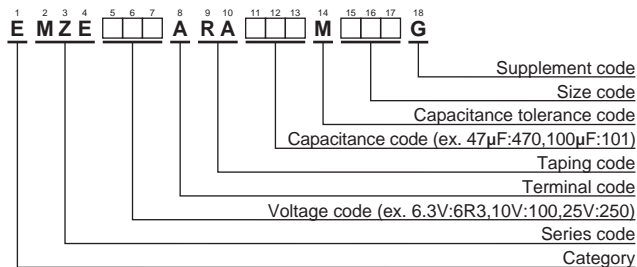 1 2 3 4 5 6 7 8 9 10 11 12 13 14 15 16 17 18
E M Z E A R A M G
Supplement code
Size code
Capacitance tolerance code
Capacitance code (ex. 47µF:470,100µF:101)
Taping code
Terminal code
Voltage code (ex. 6.3V:6R3,10V:100,25V:250)
Series code
Category